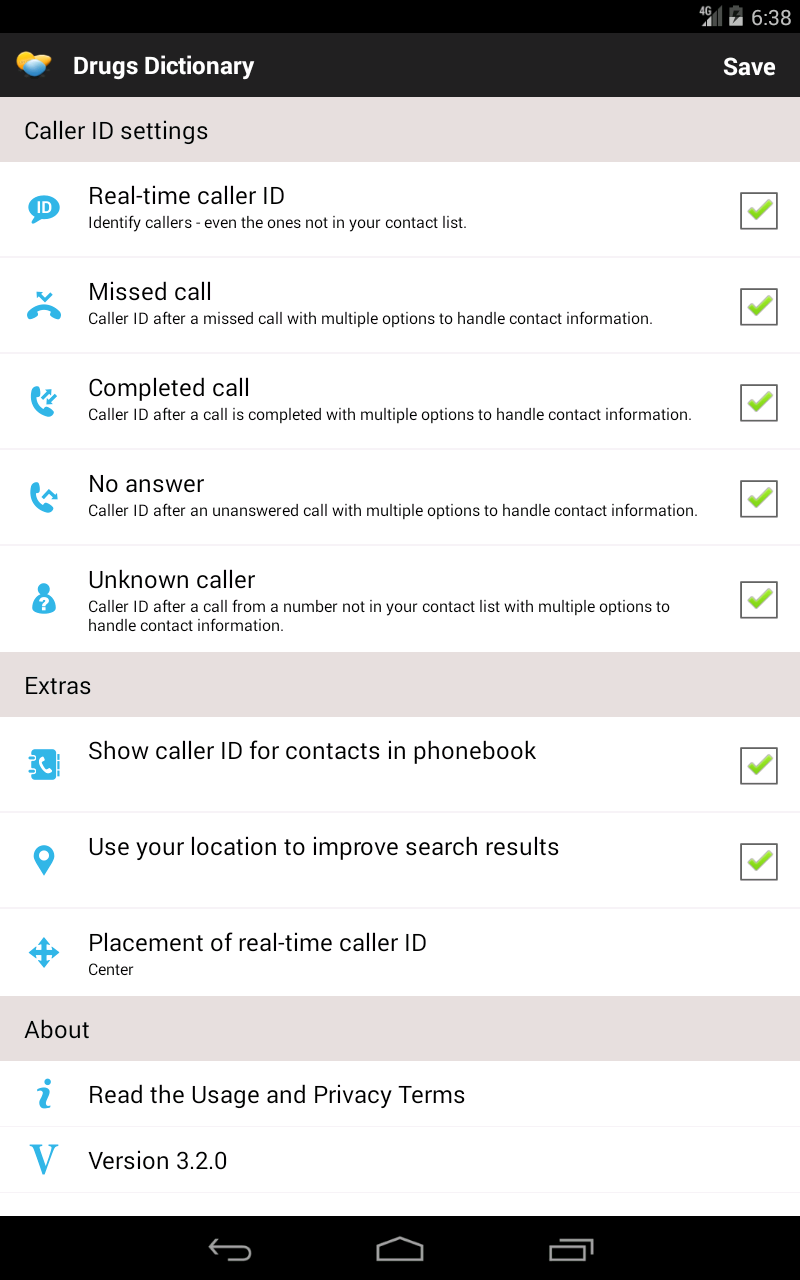 4G 6:38
Drugs Dictionary Save
Caller ID settings
ID
Real-time caller ID
Identify callers - even the ones not in your contact list.
Missed call
Caller ID after a missed call with multiple options to handle contact information.
Completed call
Caller ID after a call is completed with multiple options to handle contact information.
No answer
Caller ID after an unanswered call with multiple options to handle contact information.
?
Unknown caller
Caller ID after a call from a number not in your contact list with multiple options to
handle contact information.
Extras
Show caller ID for contacts in phonebook
Use your location to improve search results
Placement of real-time caller ID
Center
About
i Read the Usage and Privacy Terms
V Version 3.2.0